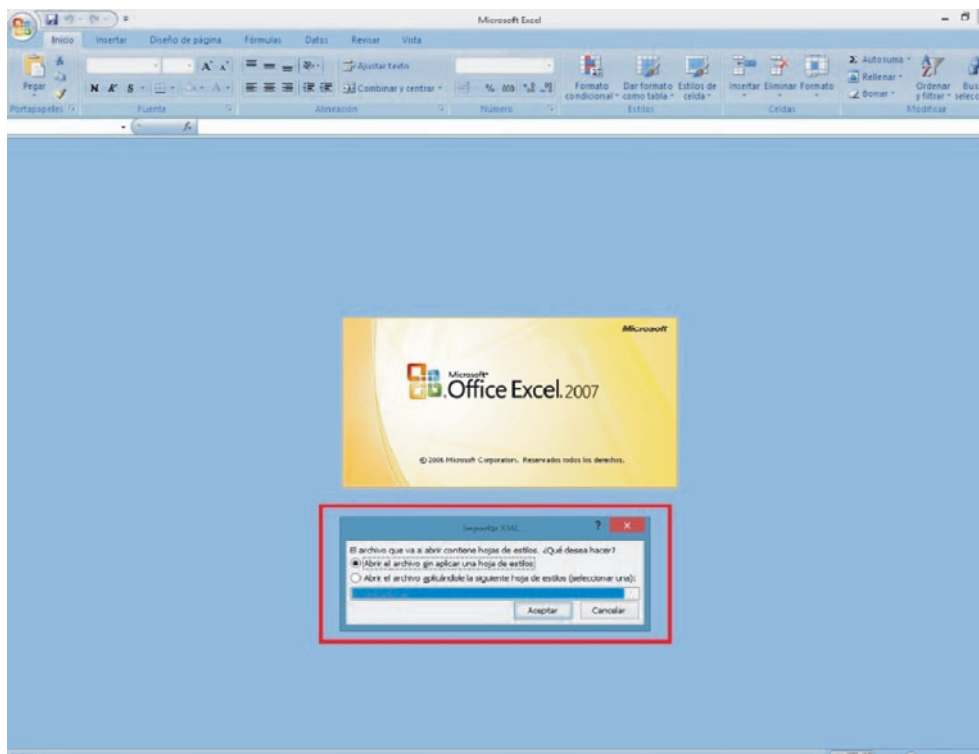 Microsoft Excel
Inicio Insertar Diseño de página Fórmulas Datos Revisar Vista
Pegar
N K S
A A
Ajustar texto
Combinar y centrar
% 000
Formato condicional
Dar formato como tabla
Estilos de celda
Insertar Eliminar Formato
Σ Autosuma
Rellenar
Borrar
Ordenar y filtrar
Portapapeles Fuente Alineación Número Estilos Celdas Modificar
fx
Microsoft
Microsoft
Office Excel 2007
© 2006 Microsoft Corporation. Reservados todos los derechos.
Importar XML
El archivo que va a abrir contiene hojas de estilos. ¿Qué desea hacer?
Abrir el archivo sin aplicar una hoja de estilos
Abrir el archivo aplicándole la siguiente hoja de estilos (seleccionar una):
Aceptar Cancelar